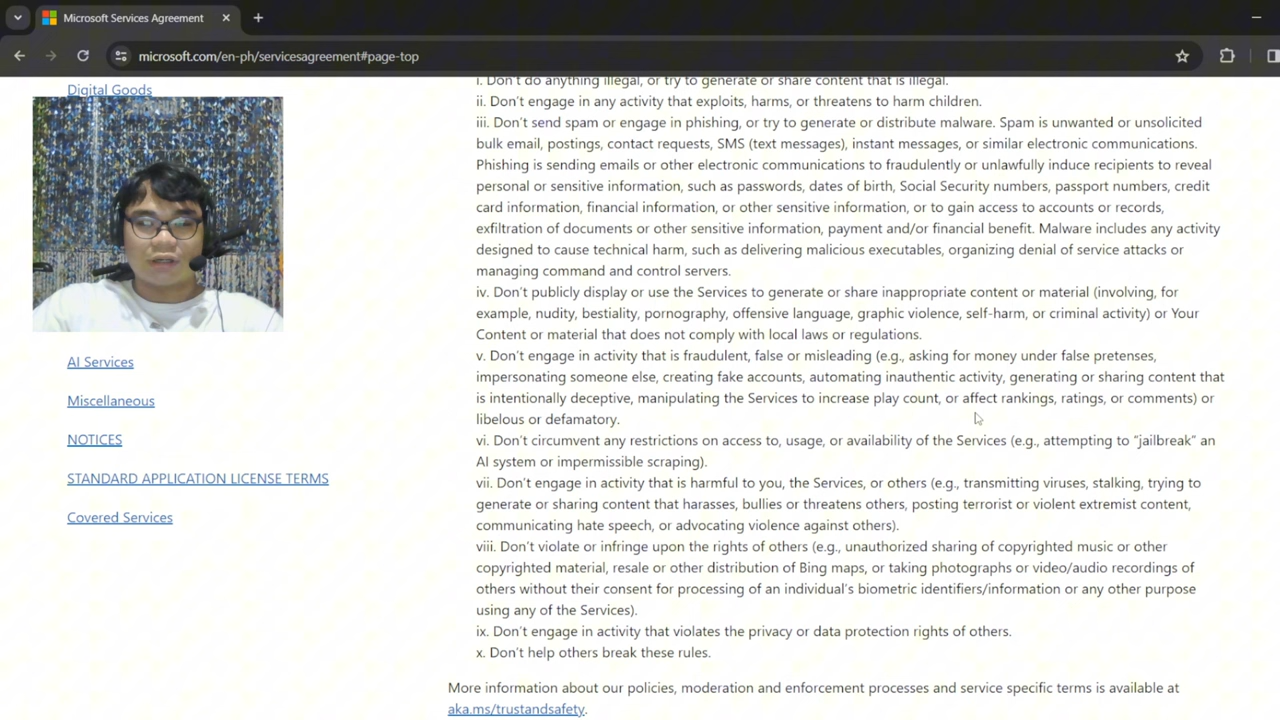 Microsoft Services Agreement
microsoft.com/en-ph/servicesagreement#page-top
Digital Goods
AI Services
Miscellaneous
NOTICES
STANDARD APPLICATION LICENSE TERMS
Covered Services
i. Don't do anything illegal, or try to generate or share content that is illegal.
ii. Don't engage in any activity that exploits, harms, or threatens to harm children.
iii. Don't send spam or engage in phishing, or try to generate or distribute malware. Spam is unwanted or unsolicited
bulk email, postings, contact requests, SMS (text messages), instant messages, or similar electronic communications.
Phishing is sending emails or other electronic communications to fraudulently or unlawfully induce recipients to reveal
personal or sensitive information, such as passwords, dates of birth, Social Security numbers, passport numbers, credit
card information, financial information, or other sensitive information, or to gain access to accounts or records,
exfiltration of documents or other sensitive information, payment and/or financial benefit. Malware includes any activity
designed to cause technical harm, such as delivering malicious executables, organizing denial of service attacks or
managing command and control servers.
iv. Don't publicly display or use the Services to generate or share inappropriate content or material (involving, for
example, nudity, bestiality, pornography, offensive language, graphic violence, self-harm, or criminal activity) or Your
Content or material that does not comply with local laws or regulations.
v. Don't engage in activity that is fraudulent, false or misleading (e.g., asking for money under false pretenses,
impersonating someone else, creating fake accounts, automating inauthentic activity, generating or sharing content that
is intentionally deceptive, manipulating the Services to increase play count, or affect rankings, ratings, or comments) or
libelous or defamatory.
vi. Don't circumvent any restrictions on access to, usage, or availability of the Services (e.g., attempting to "jailbreak" an
AI system or impermissible scraping).
vii. Don't engage in activity that is harmful to you, the Services, or others (e.g., transmitting viruses, stalking, trying to
generate or sharing content that harasses, bullies or threatens others, posting terrorist or violent extremist content,
communicating hate speech, or advocating violence against others).
viii. Don't violate or infringe upon the rights of others (e.g., unauthorized sharing of copyrighted music or other
copyrighted material, resale or other distribution of Bing maps, or taking photographs or video/audio recordings of
others without their consent for processing of an individual's biometric identifiers/information or any other purpose
using any of the Services).
ix. Don't engage in activity that violates the privacy or data protection rights of others.
x. Don't help others break these rules.
More information about our policies, moderation and enforcement processes and service specific terms is available at
aka.ms/trustandsafety.